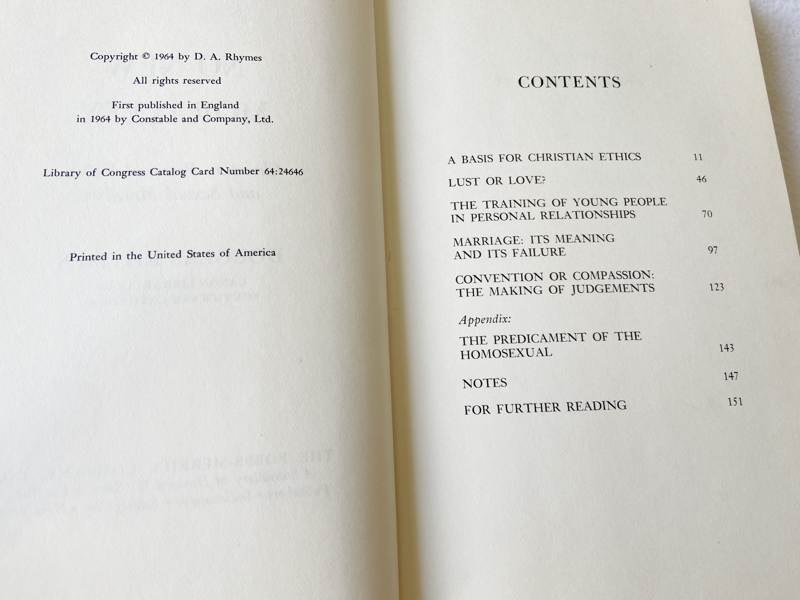 Copyright © 1964 by D. A. Rhymes
All rights reserved
First published in England
in 1964 by Constable and Company, Ltd.
Library of Congress Catalog Card Number 64:24646
Printed in the United States of America
CONTENTS
A BASIS FOR CHRISTIAN ETHICS 11
LUST OR LOVE? 46
THE TRAINING OF YOUNG PEOPLE
IN PERSONAL RELATIONSHIPS 70
MARRIAGE: ITS MEANING
AND ITS FAILURE 97
CONVENTION OR COMPASSION:
THE MAKING OF JUDGEMENTS 123
Appendix:
THE PREDICAMENT OF THE
HOMOSEXUAL 143
NOTES 147
FOR FURTHER READING 151